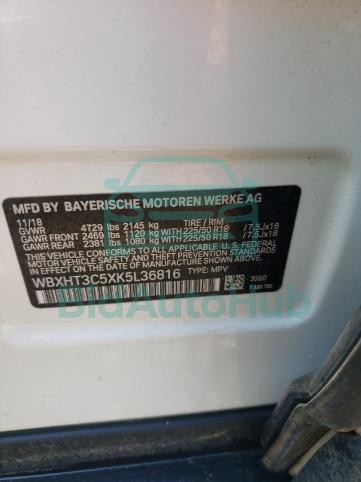 MFD BY BAYERISCHE MOTOREN WERKE AG
11/18
GVWR 4729 lbs 2145 kg TIRE / RIM
GAWR FRONT 2469 lbs 1120 kg WITH 225/50 R18 /7.5Jx18
GAWR REAR 2381 lbs 1080 kg WITH 225/50 R18 /7.5Jx18
THIS VEHICLE CONFORMS TO ALL APPLICABLE U.S. FEDERAL
MOTOR VEHICLE SAFETY, BUMPER, AND THEFT PREVENTION
STANDARDS IN EFFECT ON THE DATE OF MANUFACTURE SHOWN ABOVE.
WBXHT3C5XK5L36816 TYPE: MPV
300/0
BidAutoHub